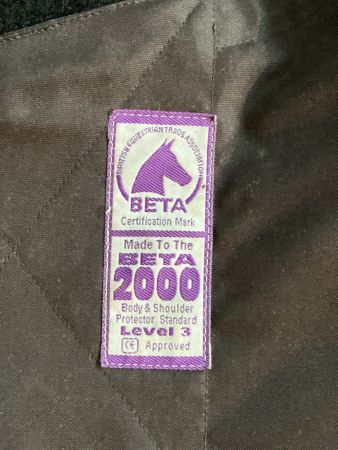 BRITISH EQUESTRIAN TRADE ASSOCIATION
BETA
Certification Mark
Made To The
BETA
2000
Body & Shoulder
Protector Standard
Level 3
CE Approved